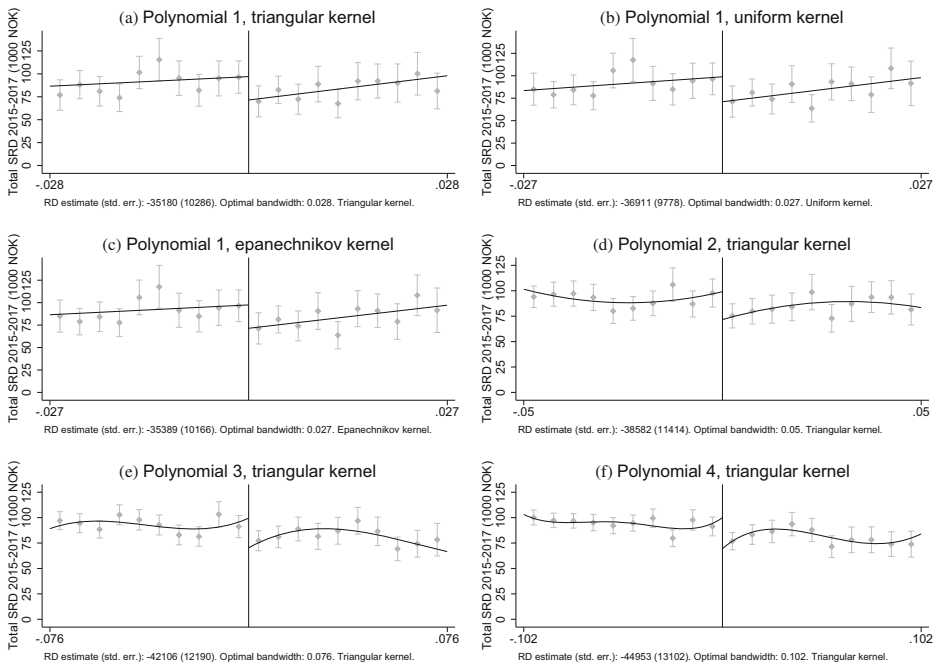 (a) Polynomial 1, triangular kernel
Total SRD 2015-2017 (1000 NOK)
0 25 50 75 100 125
-.028 .028
RD estimate (std. err.): -35180 (10286). Optimal bandwidth: 0.028. Triangular kernel.
(b) Polynomial 1, uniform kernel
Total SRD 2015-2017 (1000 NOK)
0 25 50 75 100 125
-.027 .027
RD estimate (std. err.): -36911 (9778). Optimal bandwidth: 0.027. Uniform kernel.
(c) Polynomial 1, epanechnikov kernel
Total SRD 2015-2017 (1000 NOK)
0 25 50 75 100 125
-.027 .027
RD estimate (std. err.): -35389 (10166). Optimal bandwidth: 0.027. Epanechnikov kernel.
(d) Polynomial 2, triangular kernel
Total SRD 2015-2017 (1000 NOK)
0 25 50 75 100 125
-.05 .05
RD estimate (std. err.): -38582 (11414). Optimal bandwidth: 0.05. Triangular kernel.
(e) Polynomial 3, triangular kernel
Total SRD 2015-2017 (1000 NOK)
0 25 50 75 100 125
-.076 .076
RD estimate (std. err.): -42106 (12190). Optimal bandwidth: 0.076. Triangular kernel.
(f) Polynomial 4, triangular kernel
Total SRD 2015-2017 (1000 NOK)
0 25 50 75 100 125
-.102 .102
RD estimate (std. err.): -44953 (13102). Optimal bandwidth: 0.102. Triangular kernel.